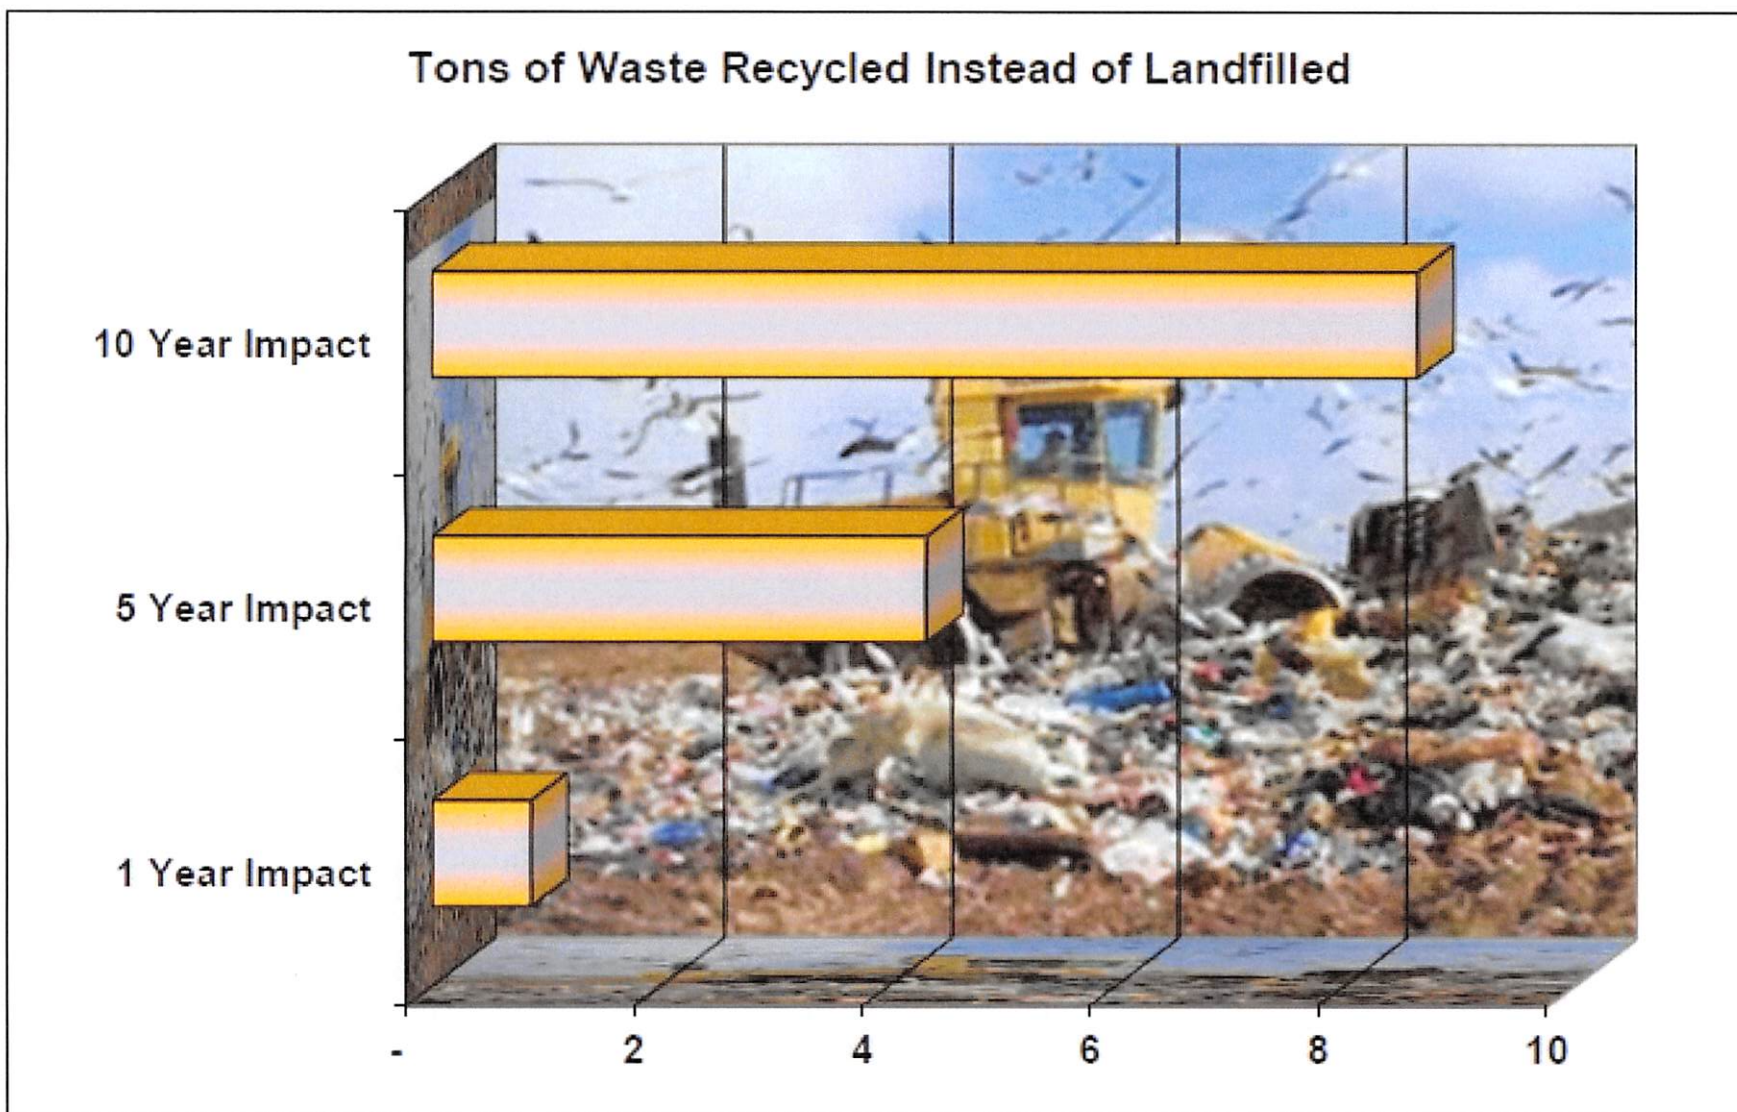 Tons of Waste Recycled Instead of Landfilled
10 Year Impact
5 Year Impact
1 Year Impact
- 2 4 6 8 10